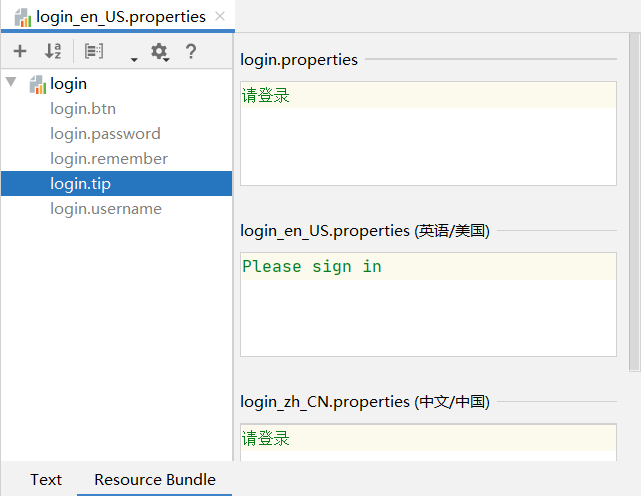 login_en_US.properties
login
login.btn
login.password
login.remember
login.tip
login.username
login.properties
请登录
login_en_US.properties (英语/美国)
Please sign in
login_zh_CN.properties (中文/中国)
请登录
Text
Resource Bundle